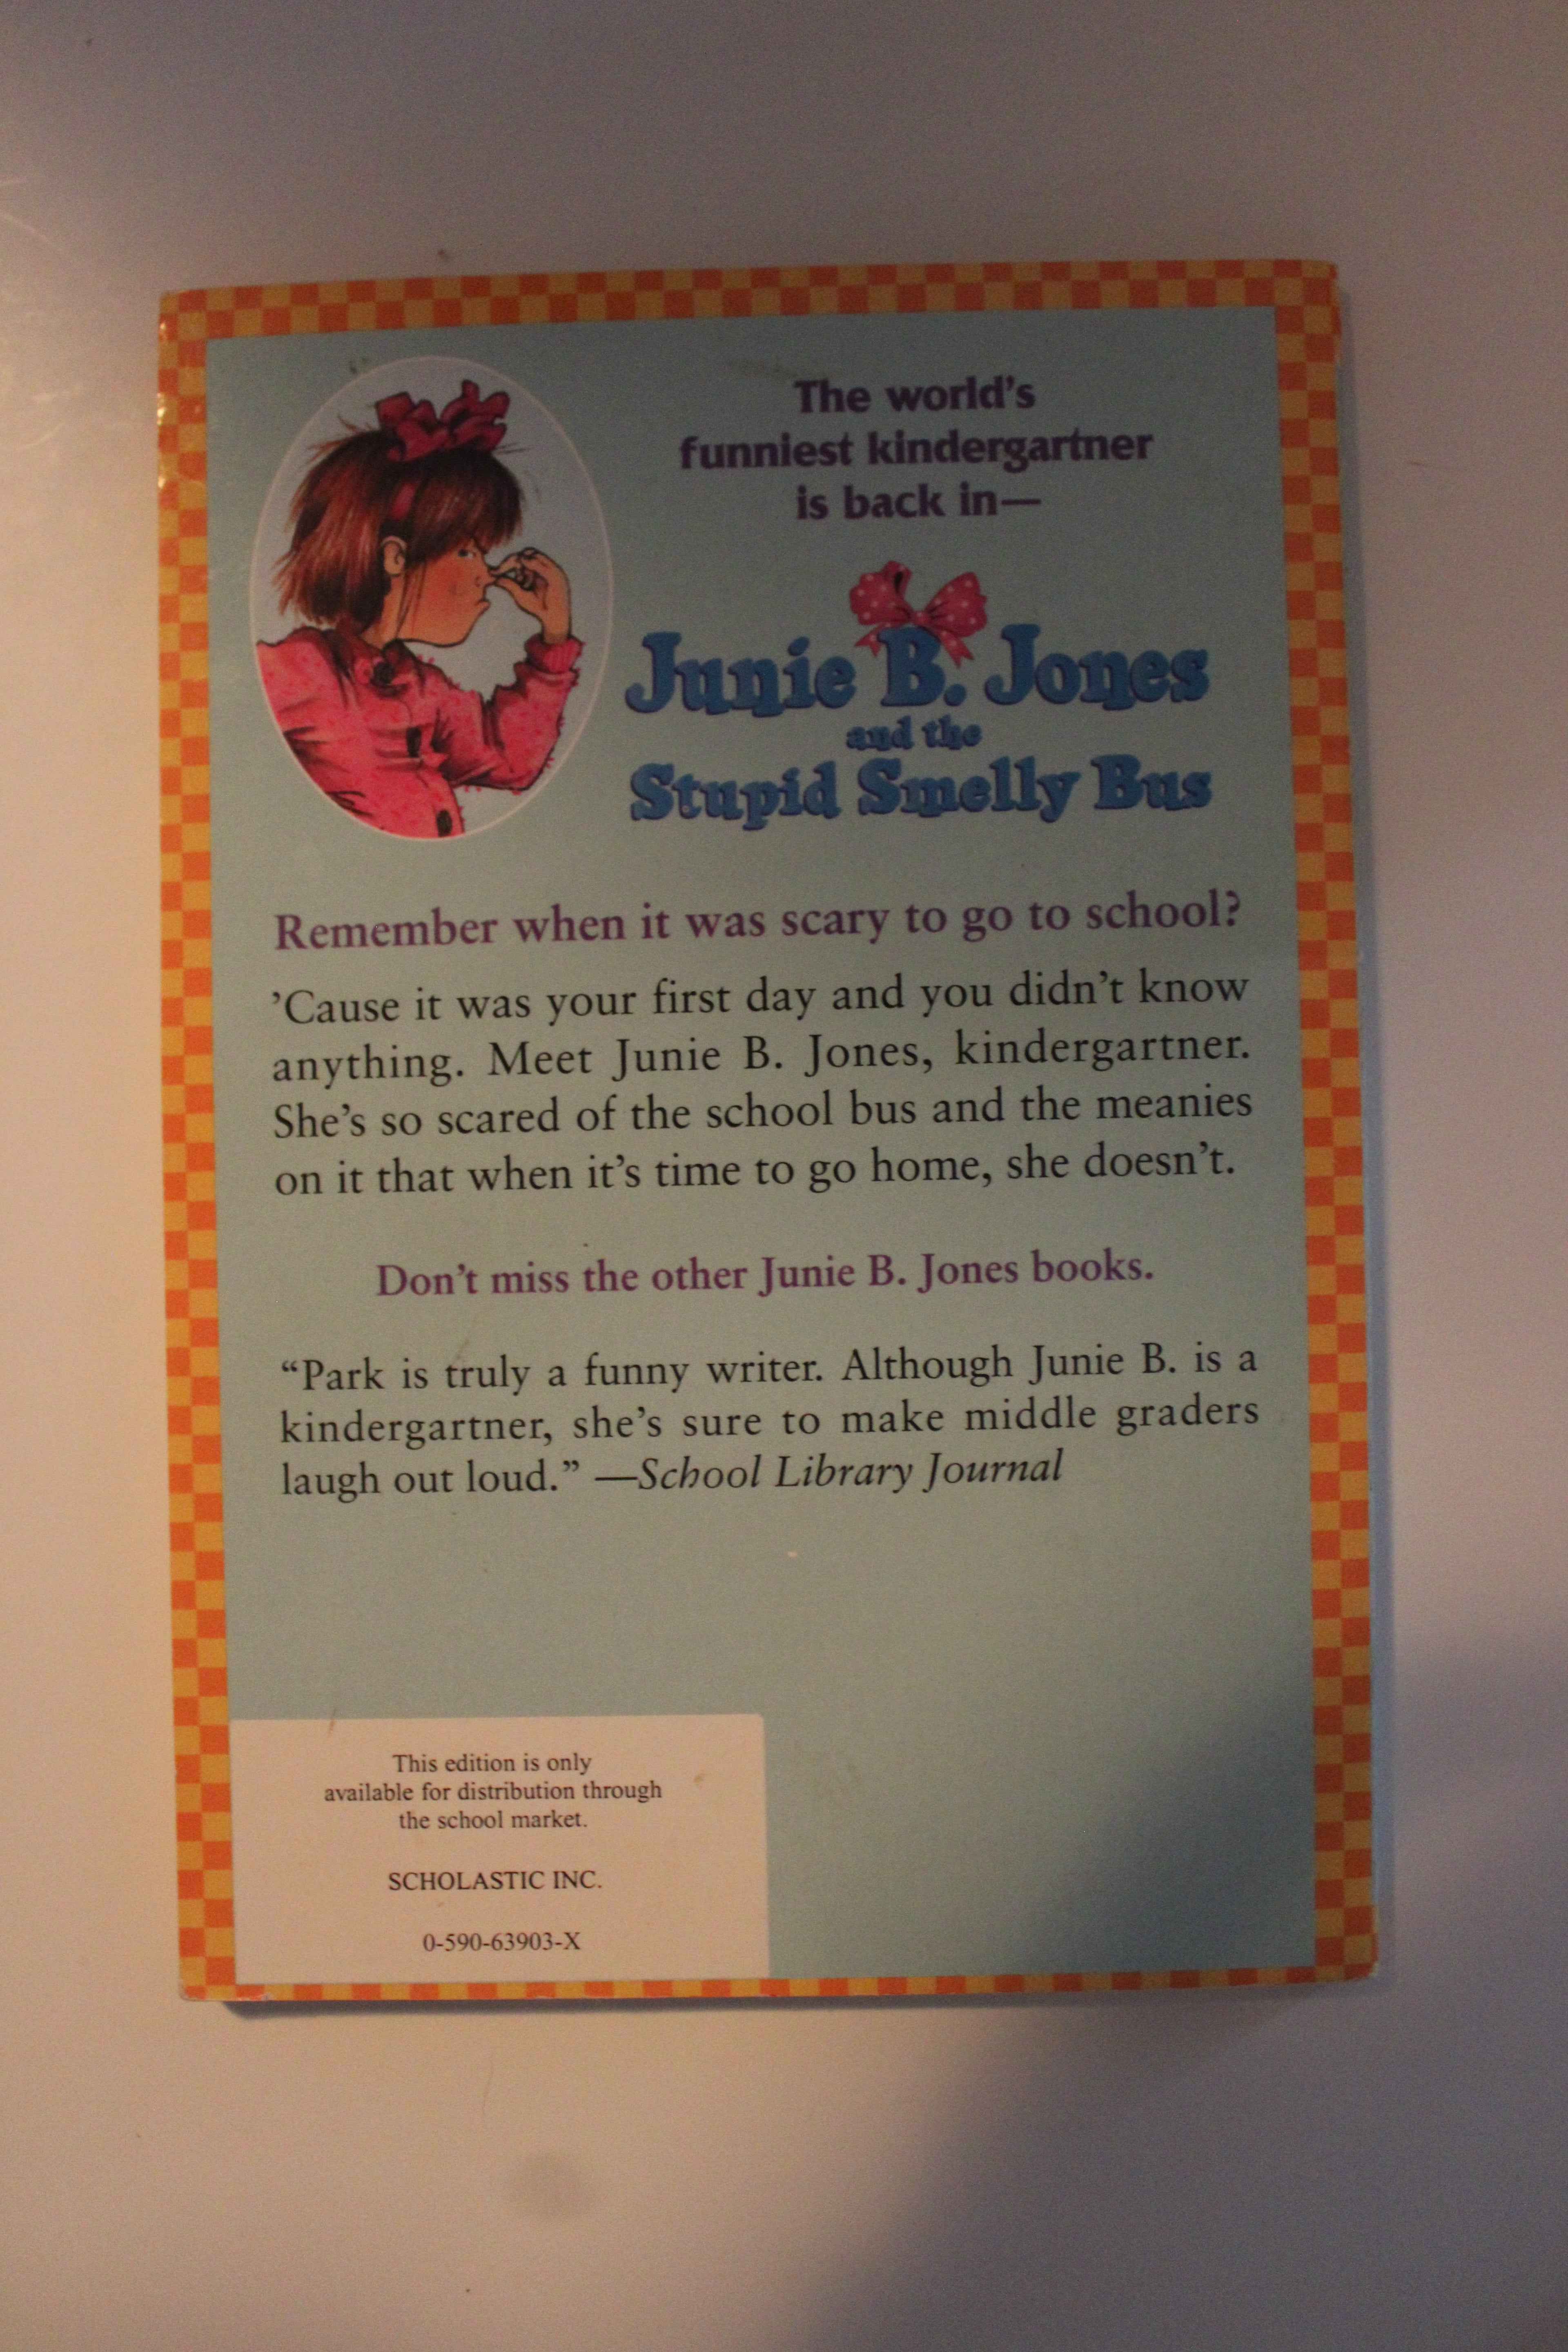 The world's
funniest kindergartner
is back in—
Junie B. Jones
and the
Stupid Smelly Bus
Remember when it was scary to go to school?
’Cause it was your first day and you didn’t know
anything. Meet Junie B. Jones, kindergartner.
She’s so scared of the school bus and the meanies
on it that when it’s time to go home, she doesn’t.
Don’t miss the other Junie B. Jones books.
“Park is truly a funny writer. Although Junie B. is a
kindergartner, she’s sure to make middle graders
laugh out loud.” —School Library Journal
This edition is only
available for distribution through
the school market.
SCHOLASTIC INC.
0-590-63903-X